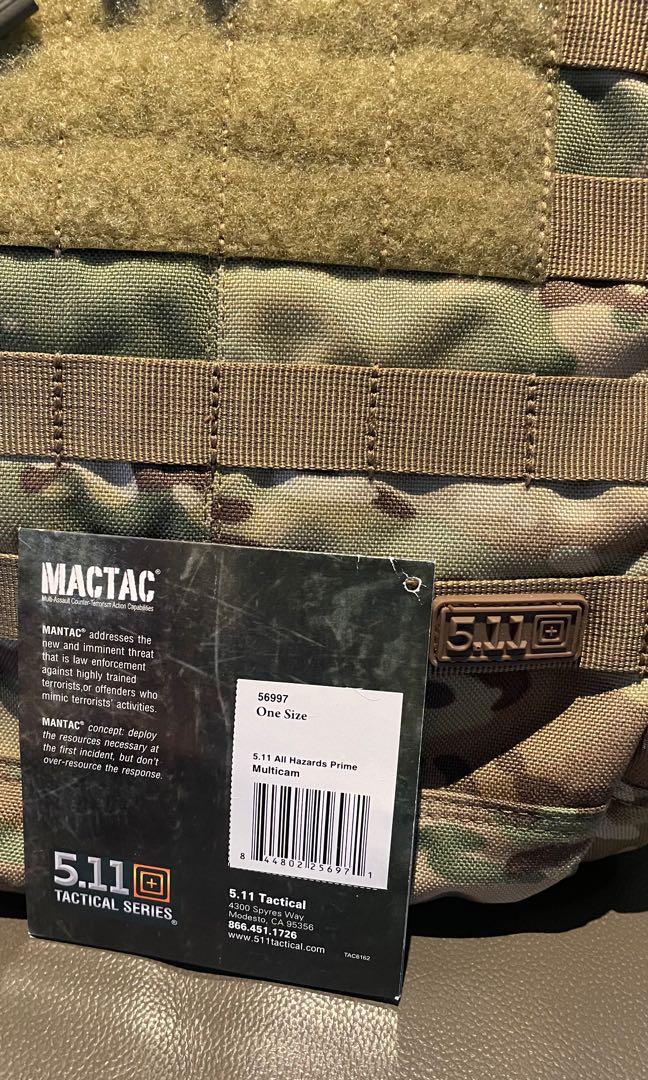 MACTAC®
Multi-Assault Counter-Terrorism Action Capabilities
MANTAC® addresses the
new and imminent threat
that is law enforcement
against highly trained
terrorists,or offenders who
mimic terrorists' activities.
MANTAC® concept: deploy
the resources necessary at
the first incident, but don't
over-resource the response.
5.11
TACTICAL SERIES®
56997
One Size
5.11 All Hazards Prime
Multicam
8 44802 25697 1
5.11 Tactical
4300 Spyres Way
Modesto, CA 95356
866.451.1726
www.511tactical.com
TAC6162
5.11